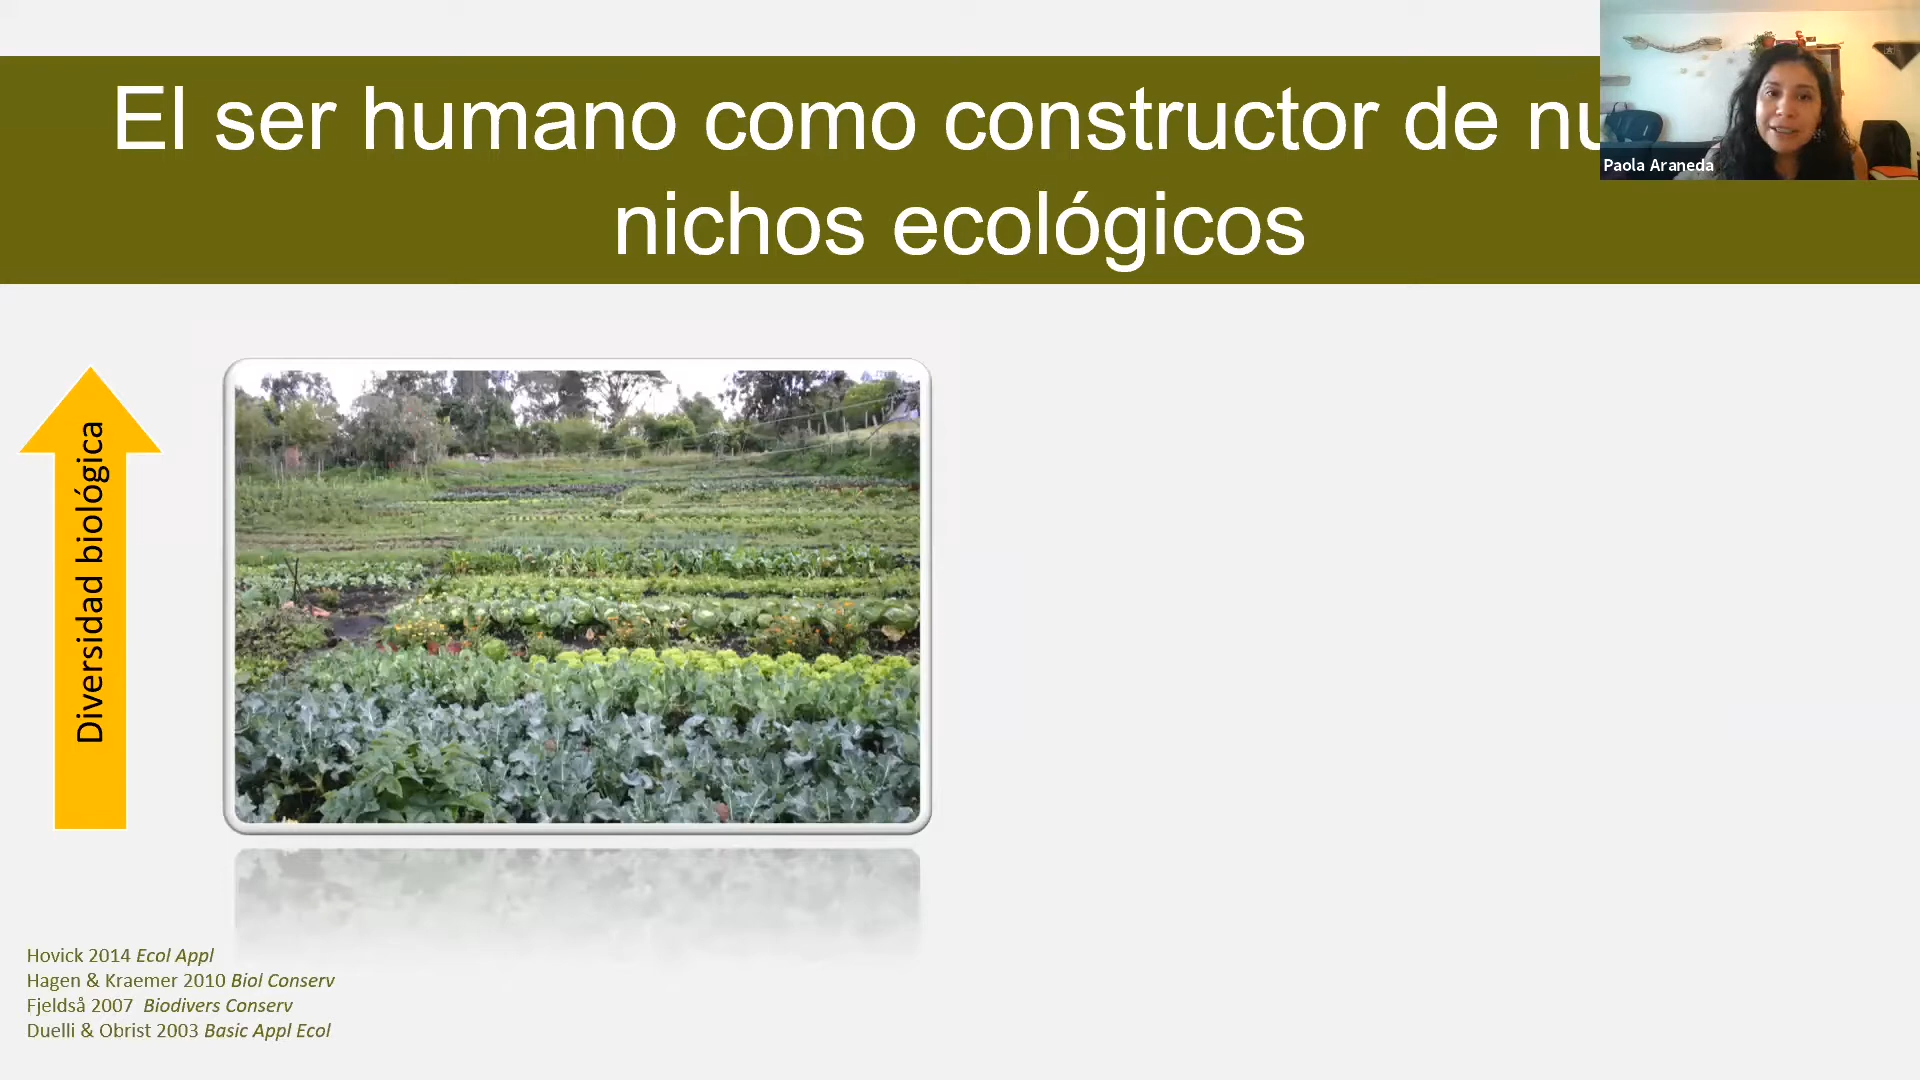 El ser humano como constructor de
nichos ecológicos
Paola Araneda
Diversidad biológica
Hovick 2014 Ecol Appl
Hagen & Kraemer 2010 Biol Conserv
Fjeldså 2007 Biodivers Conserv
Duelli & Obrist 2003 Basic Appl Ecol